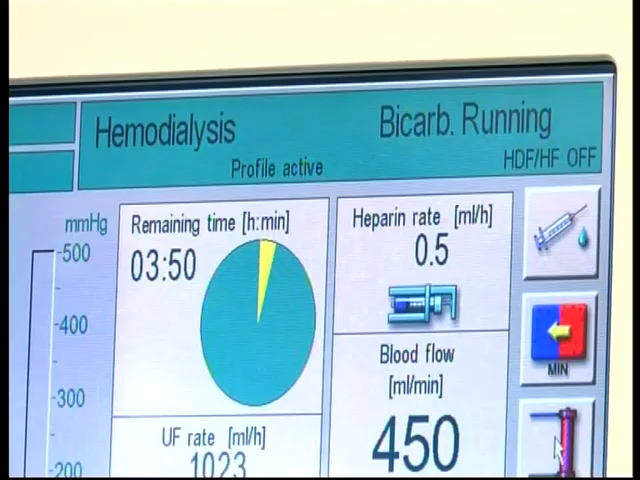 Hemodialysis
Bicarb. Running
Profile active
HDF/HF OFF
mmHg
500
400
300
200
Remaining time [h:min]
03:50
UF rate [ml/h]
1023
Heparin rate [ml/h]
0.5
Blood flow
[ml/min]
450
MIN